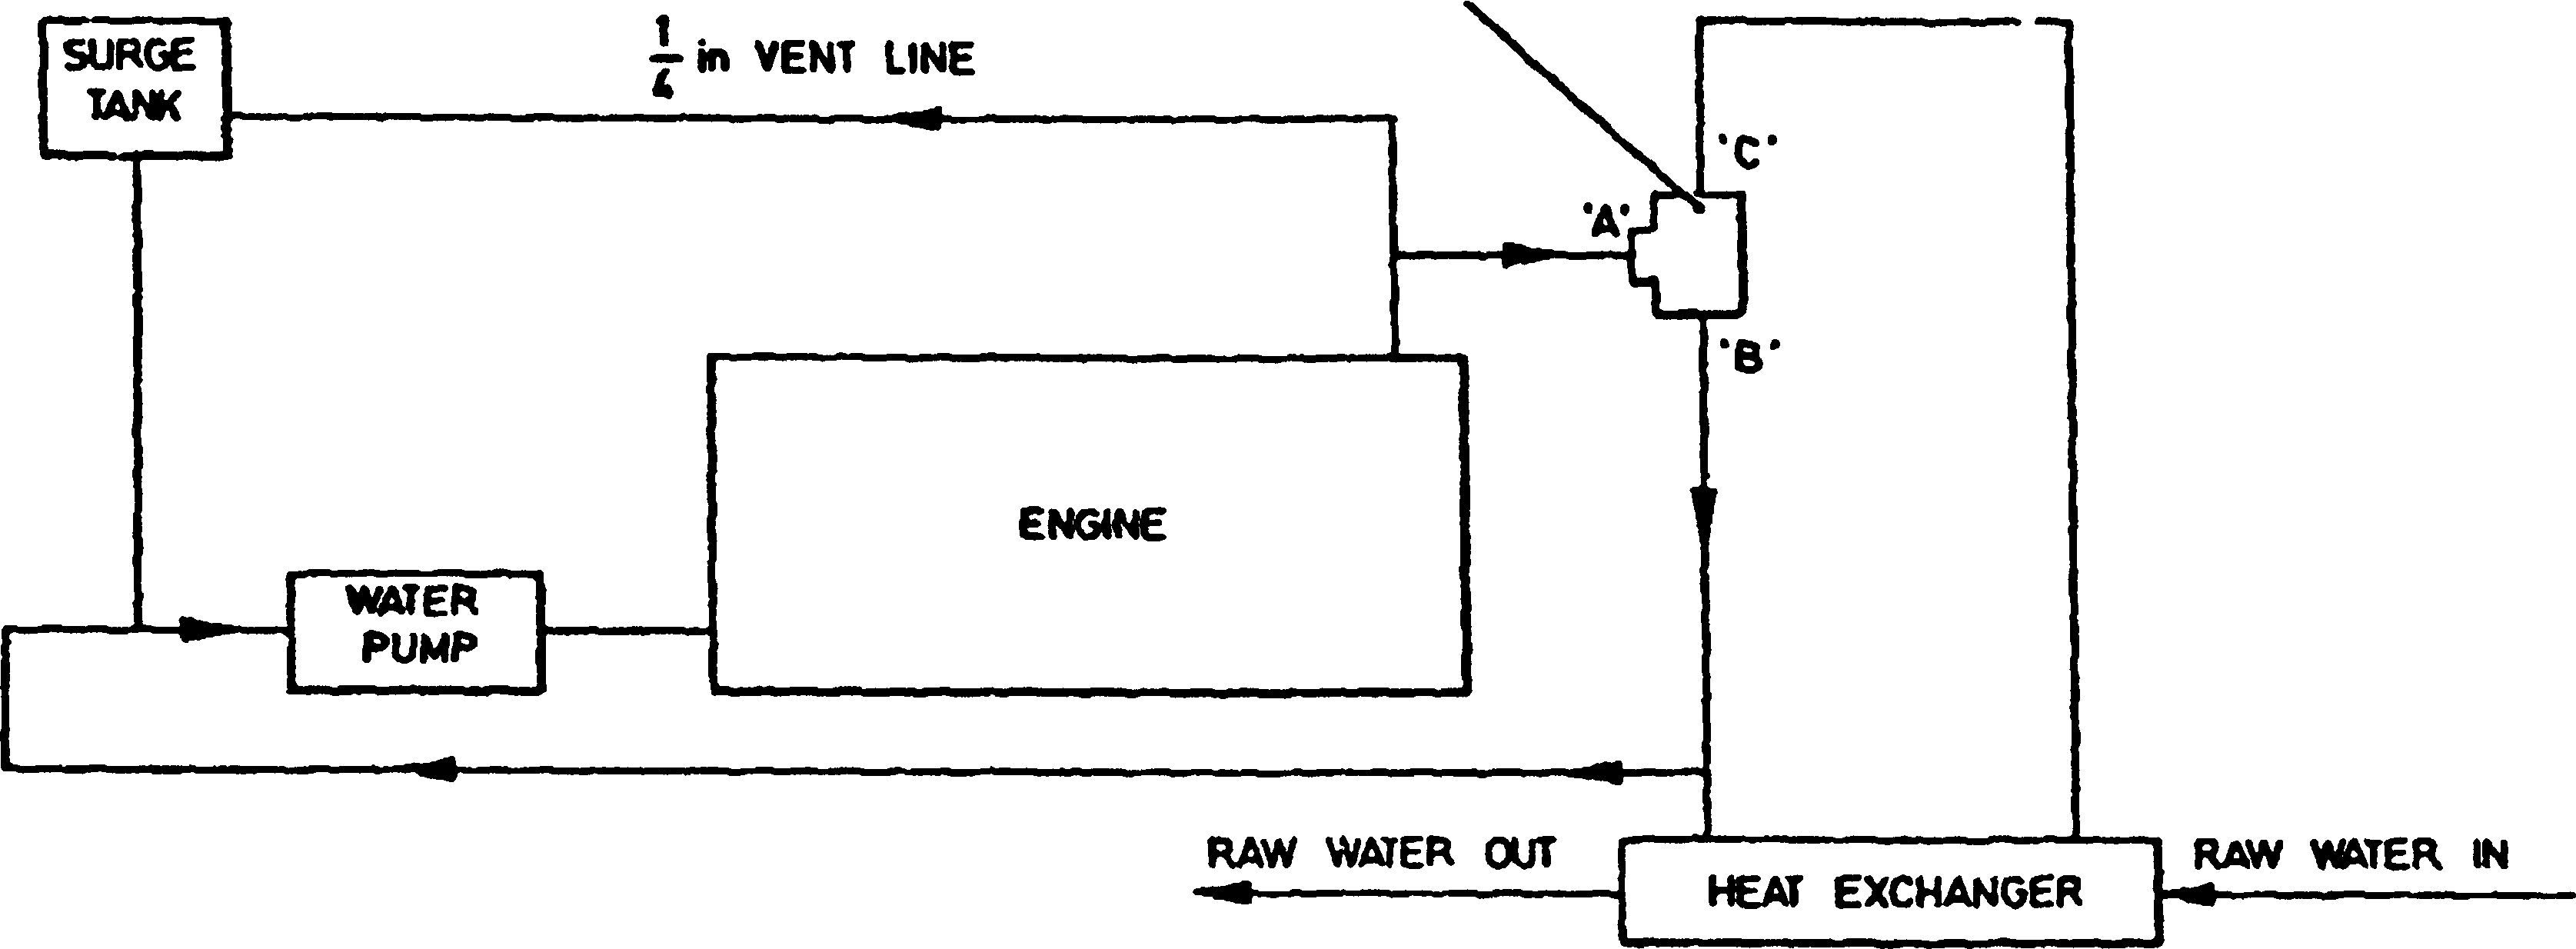 SURGE
TANK
1/4 in VENT LINE
'C'
'A'
'B'
ENGINE
WATER
PUMP
RAW WATER OUT
RAW WATER IN
HEAT EXCHANGER